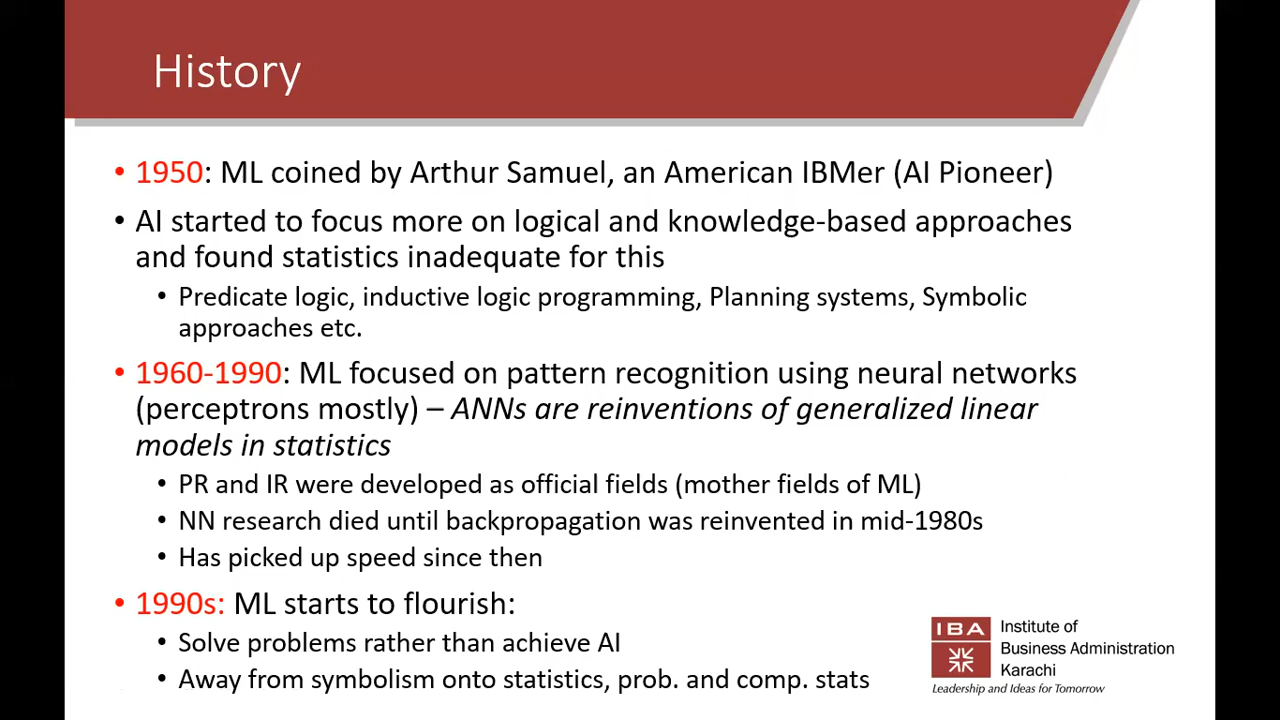 History
• 1950: ML coined by Arthur Samuel, an American IBMer (AI Pioneer)
• AI started to focus more on logical and knowledge-based approaches
and found statistics inadequate for this
• Predicate logic, inductive logic programming, Planning systems, Symbolic
approaches etc.
• 1960-1990: ML focused on pattern recognition using neural networks
(perceptrons mostly) – ANNs are reinventions of generalized linear
models in statistics
• PR and IR were developed as official fields (mother fields of ML)
• NN research died until backpropagation was reinvented in mid-1980s
• Has picked up speed since then
• 1990s: ML starts to flourish:
• Solve problems rather than achieve AI
• Away from symbolism onto statistics, prob. and comp. stats
IBA
Institute of
Business Administration
Karachi
Leadership and Ideas for Tomorrow